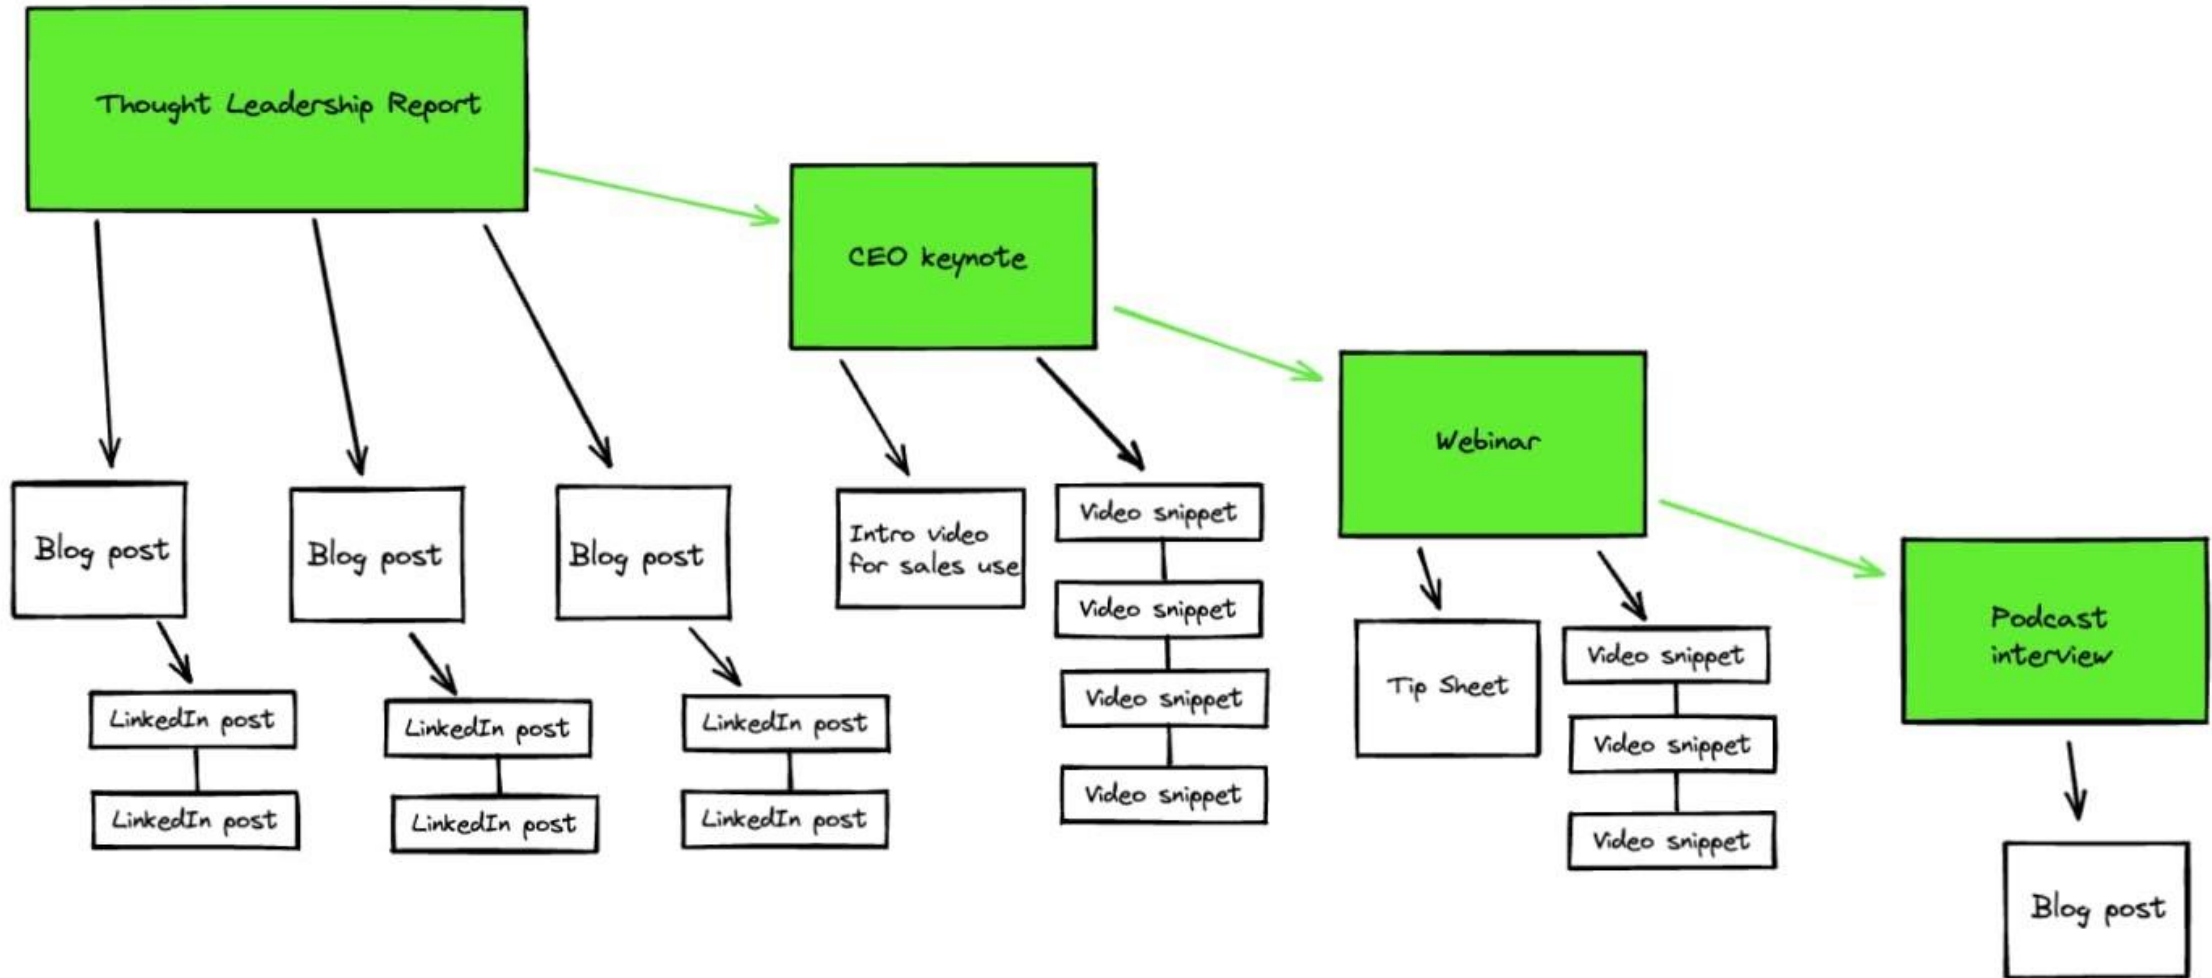 Thought Leadership Report
CEO keynote
Webinar
Podcast
interview
Blog post
Blog post
Blog post
Intro video
for sales use
Video snippet
Video snippet
Video snippet
Video snippet
LinkedIn post
LinkedIn post
LinkedIn post
LinkedIn post
LinkedIn post
LinkedIn post
Tip Sheet
Video snippet
Video snippet
Video snippet
Blog post